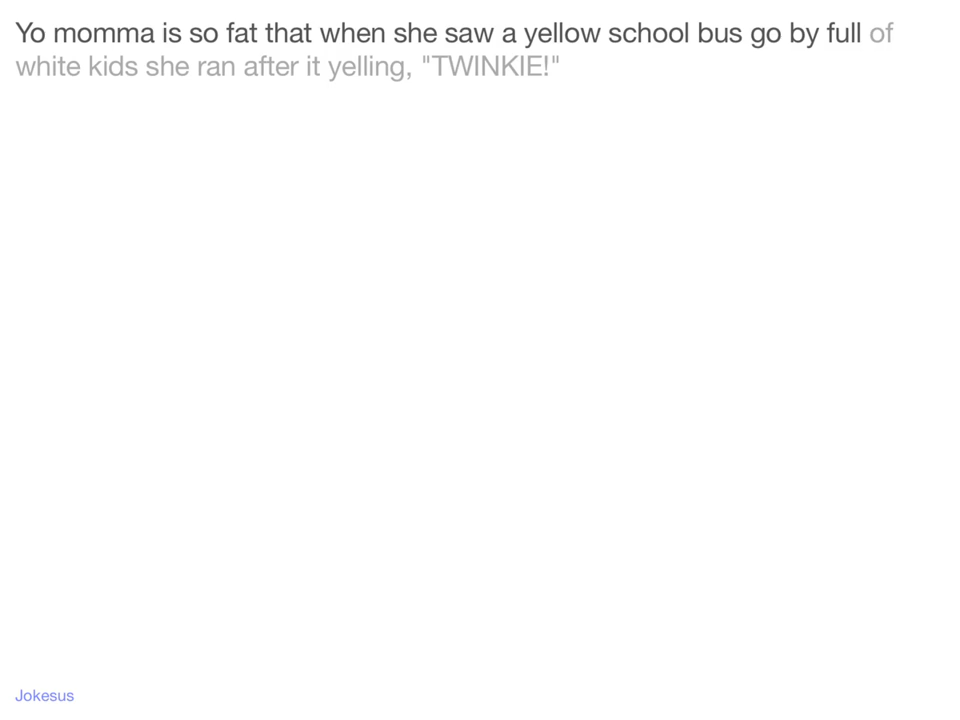 Yo momma is so fat that when she saw a yellow school bus go by full of
white kids she ran after it yelling, "TWINKIE!"
Jokesus